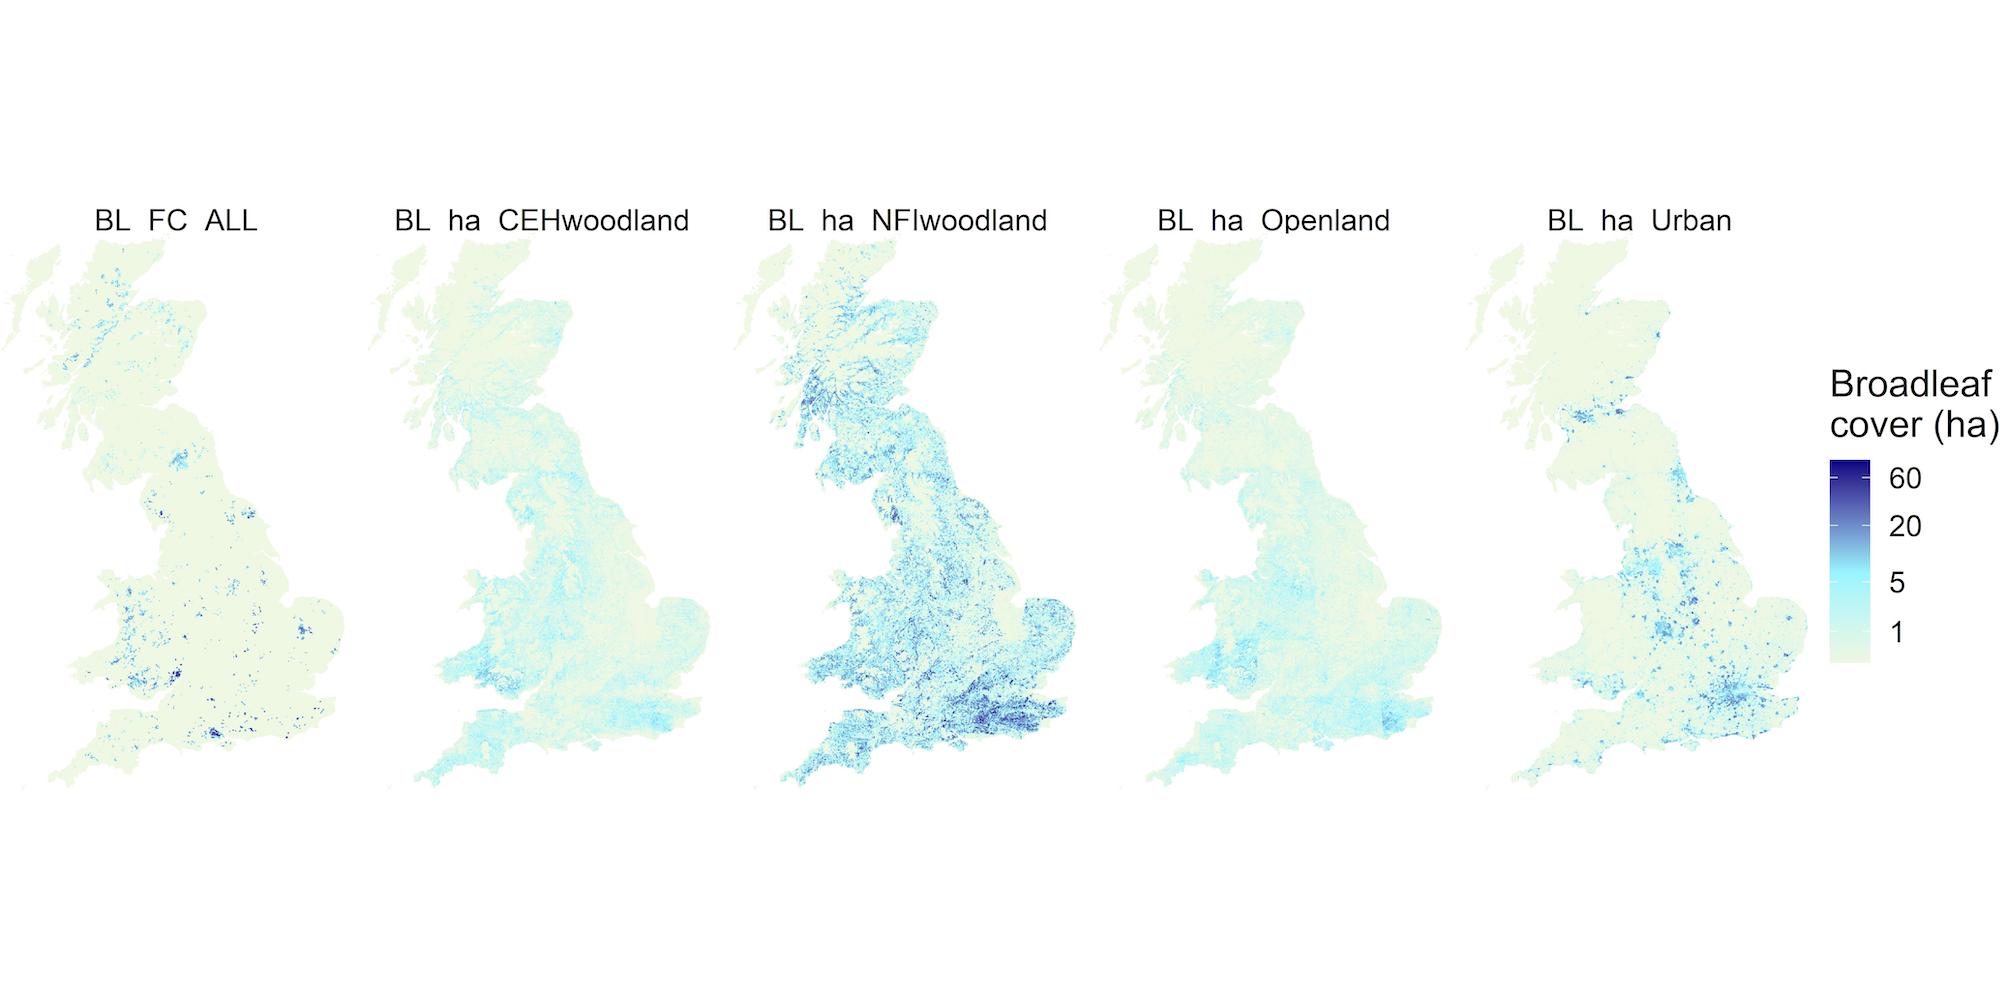 BL FC ALL
BL ha CEHwoodland
BL ha NFIwoodland
BL ha Openland
BL ha Urban
Broadleaf
cover (ha)
60
20
5
1